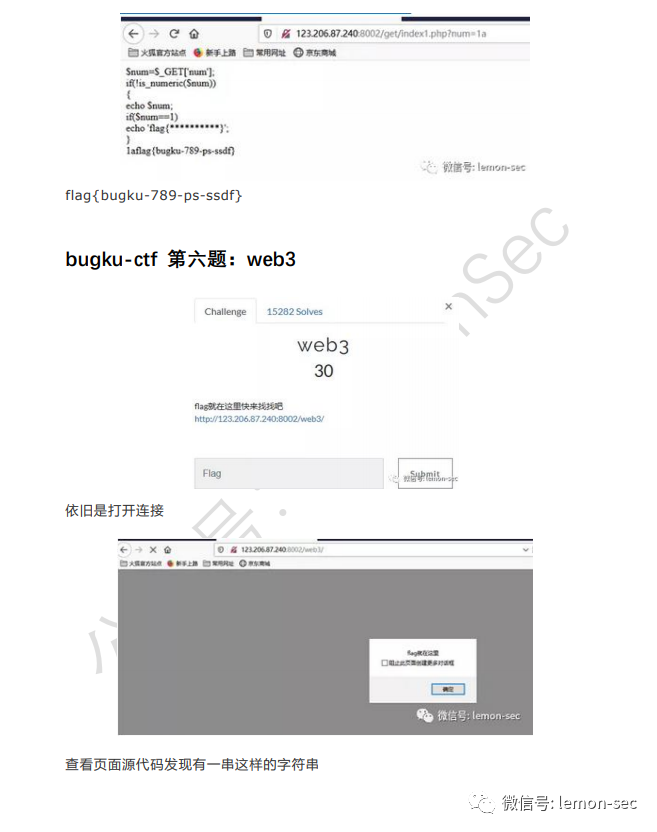 123.206.87.240:8002/get/index1.php?num=1a
火狐官方站点 新手上路 常用网址 京东商城
$num=$_GET['num'];
if(!is_numeric($num))
{
echo $num;
if($num==1)
echo 'flag{**********}';
}
1aflag{bugku-789-ps-ssdf}
微信号: lemon-sec
flag{bugku-789-ps-ssdf}
bugku-ctf 第六题：web3
Challenge 15282 Solves ×
web3
30
flag就在这里快来找找吧
http://123.206.87.240:8002/web3/
Flag Submit
微信号: lemon-sec
依旧是打开连接
123.206.87.240:8002/web3/
火狐官方站点 新手上路 常用网址 京东商城
flag就在这里
阻止此页面创建更多对话框
确定
微信号: lemon-sec
查看页面源代码发现有一串这样的字符串
微信号: lemon-sec